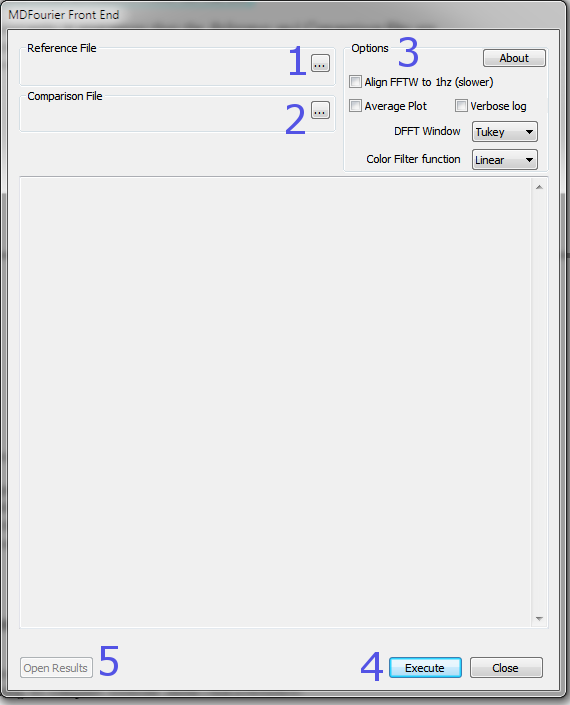 MDFourier Front End
Reference File
1
...
Comparison File
2
...
Options
3
About
Align FFTW to 1hz (slower)
Average Plot
Verbose log
DFFT Window
Tukey
Color Filter function
Linear
Open Results
5
4
Execute
Close